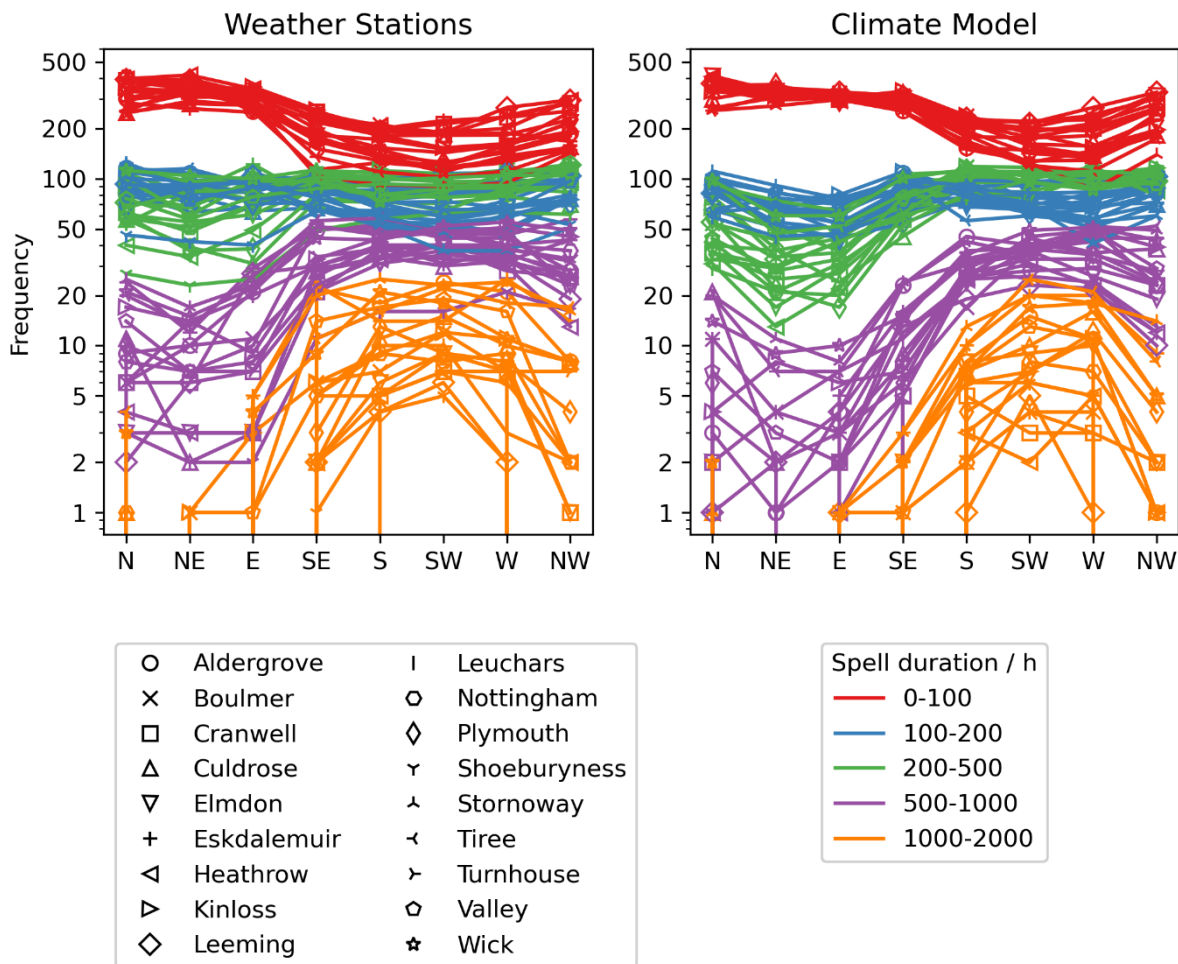 Weather Stations
Climate Model
Frequency
500
200
100
50
20
10
5
2
1
N NE E SE S SW W NW
500
200
100
50
20
10
5
2
1
N NE E SE S SW W NW
Aldergrove
Boulmer
Cranwell
Culdrose
Elmdon
Eskdalemuir
Heathrow
Kinloss
Leeming
Leuchars
Nottingham
Plymouth
Shoeburyness
Stornoway
Tiree
Turnhouse
Valley
Wick
Spell duration / h
0-100
100-200
200-500
500-1000
1000-2000